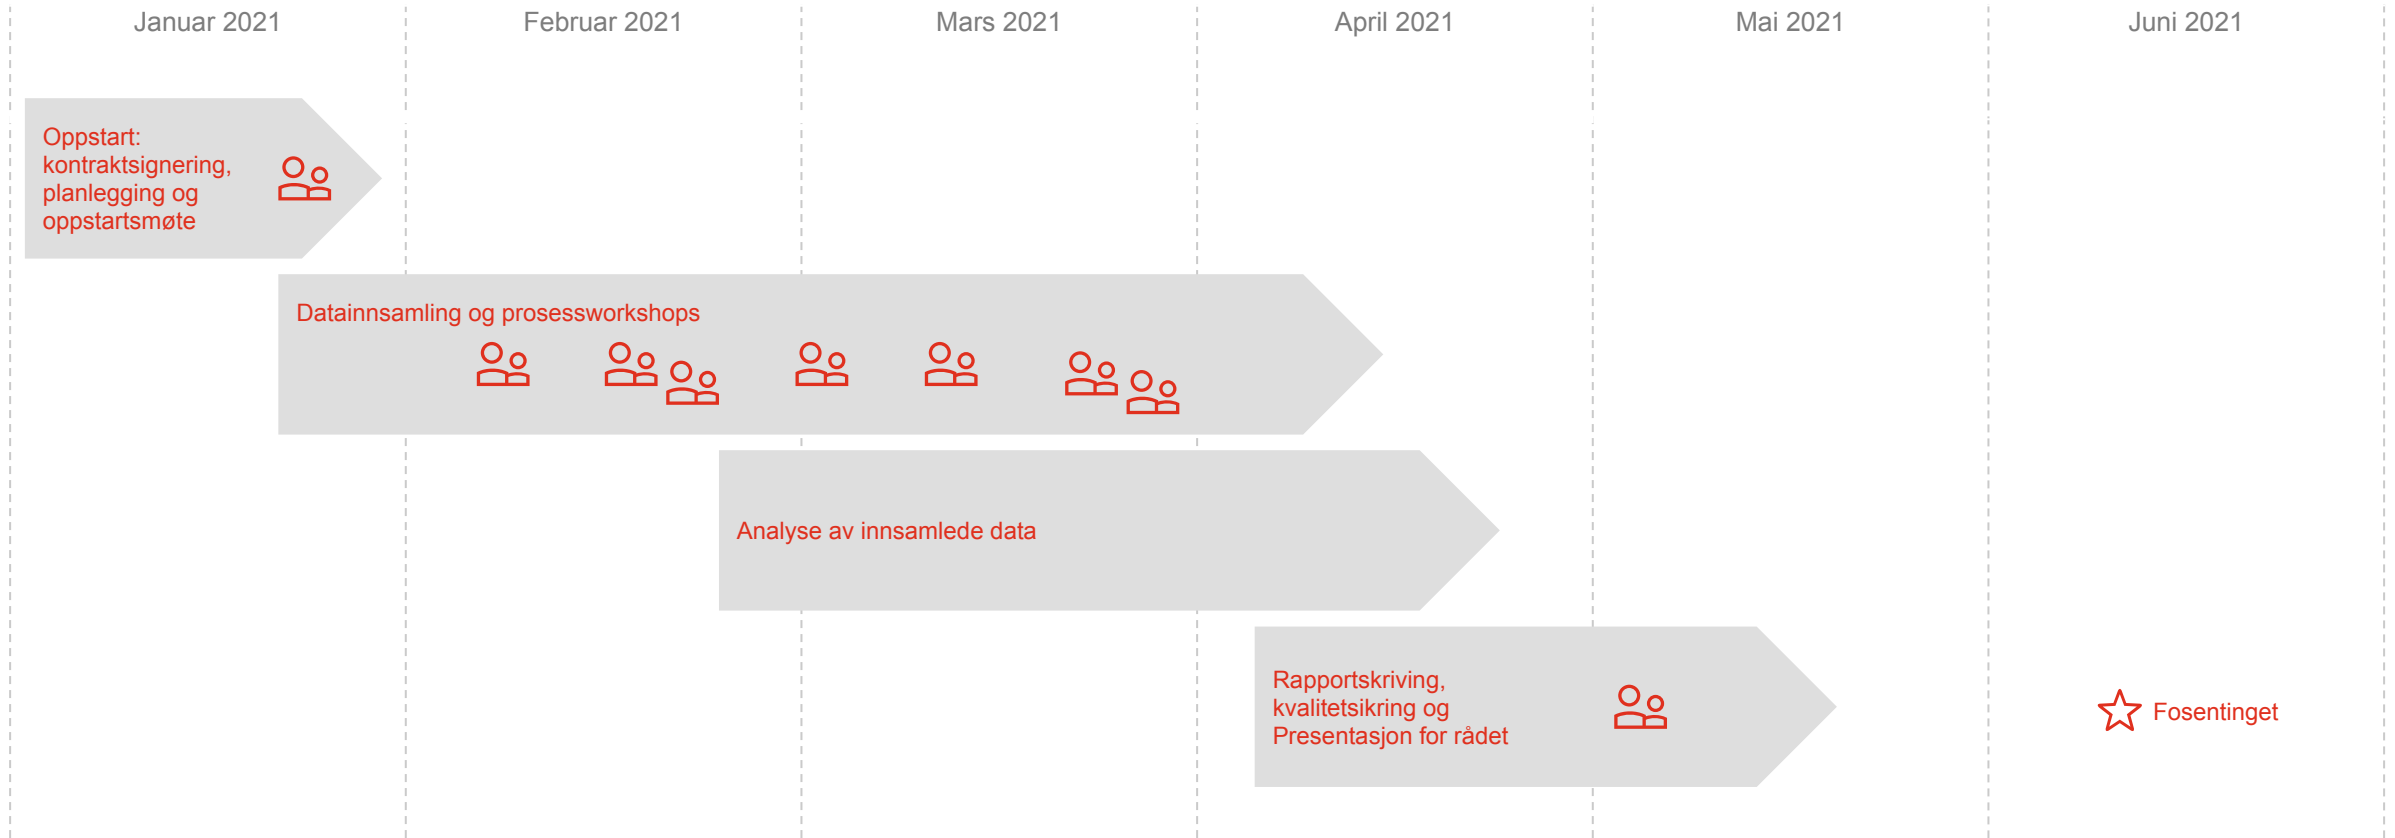 Januar 2021
Februar 2021
Mars 2021
April 2021
Mai 2021
Juni 2021
Oppstart:
kontraktsignering,
planlegging og
oppstartsmøte
Datainnsamling og prosessworkshops
Analyse av innsamlede data
Rapportskriving,
kvalitetsikring og
Presentasjon for rådet
Fosentinget